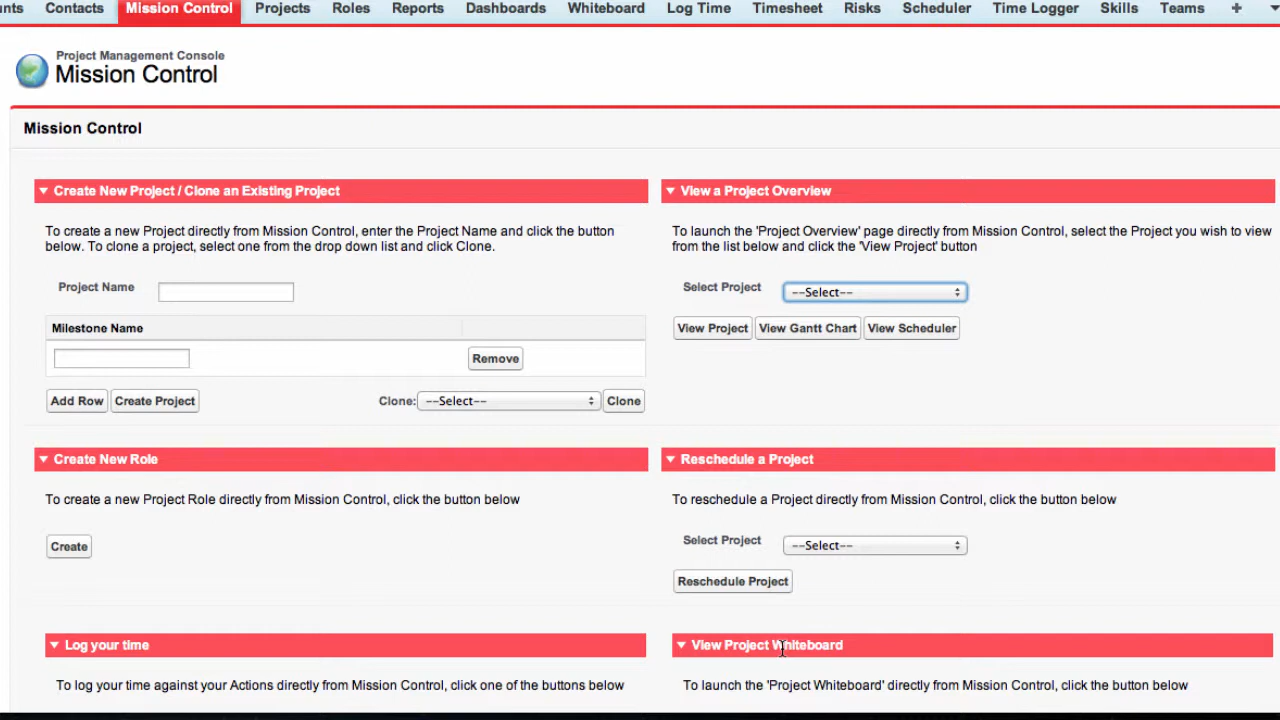 nts Contacts Mission Control Projects Roles Reports Dashboards Whiteboard Log Time Timesheet Risks Scheduler Time Logger Skills Teams +
Project Management Console
Mission Control
Mission Control
Create New Project / Clone an Existing Project
To create a new Project directly from Mission Control, enter the Project Name and click the button
below. To clone a project, select one from the drop down list and click Clone.
Project Name
Milestone Name
Remove
Add Row Create Project Clone: --Select-- Clone
View a Project Overview
To launch the 'Project Overview' page directly from Mission Control, select the Project you wish to view
from the list below and click the 'View Project' button
Select Project --Select--
View Project View Gantt Chart View Scheduler
Create New Role
To create a new Project Role directly from Mission Control, click the button below
Create
Reschedule a Project
To reschedule a Project directly from Mission Control, click the button below
Select Project --Select--
Reschedule Project
Log your time
To log your time against your Actions directly from Mission Control, click one of the buttons below
View Project Whiteboard
To launch the 'Project Whiteboard' directly from Mission Control, click the button below